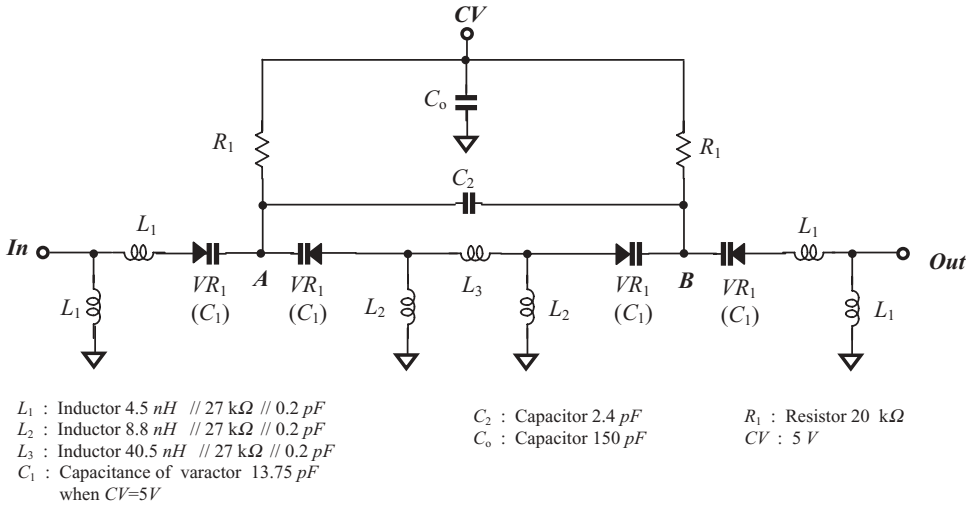 CV
C₀
R₁
R₁
C₂
L₁
L₁
In
A
B
Out
L₁
VR₁
(C₁)
VR₁
(C₁)
L₂
L₃
L₂
VR₁
(C₁)
VR₁
(C₁)
L₁
L₁ : Inductor 4.5 nH // 27 kΩ // 0.2 pF
L₂ : Inductor 8.8 nH // 27 kΩ // 0.2 pF
L₃ : Inductor 40.5 nH // 27 kΩ // 0.2 pF
C₁ : Capacitance of varactor 13.75 pF
when CV=5V
C₂ : Capacitor 2.4 pF
C₀ : Capacitor 150 pF
R₁ : Resistor 20 kΩ
CV : 5 V